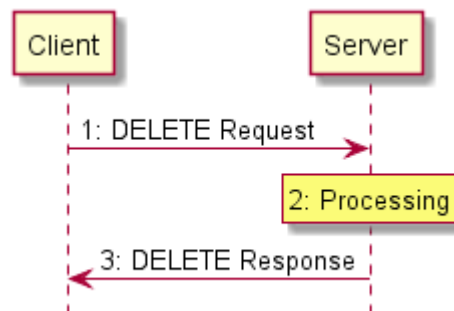 Client
Server
1: DELETE Request
2: Processing
3: DELETE Response